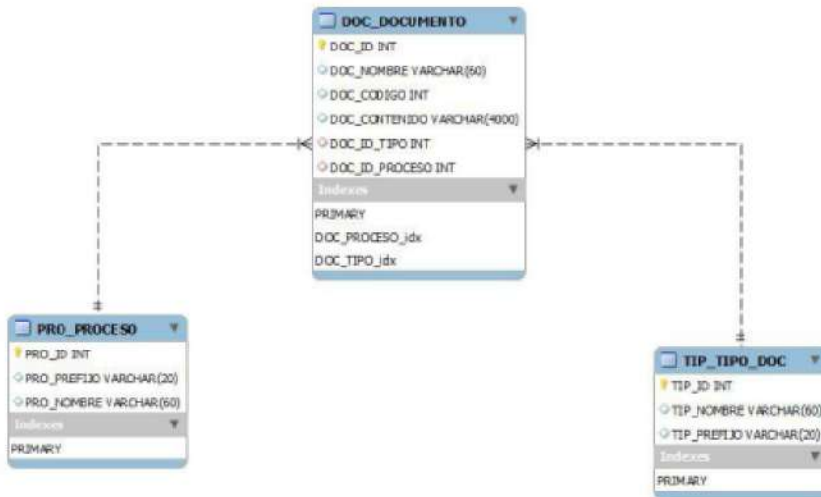 DOC_DOCUMENTO
DOC_ID INT
DOC_NOMBRE VARCHAR(60)
DOC_CODIGO INT
DOC_CONTENIDO VARCHAR(4000)
DOC_ID_TIPO INT
DOC_ID_PROCESO INT
Indexes
PRIMARY
DOC_PROCESO_idx
DOC_TIPO_idx
PRO_PROCESO
PRO_ID INT
PRO_PREFIJO VARCHAR(20)
PRO_NOMBRE VARCHAR(60)
Indexes
PRIMARY
TIP_TIPO_DOC
TIP_ID INT
TIP_NOMBRE VARCHAR(60)
TIP_PREFIJO VARCHAR(20)
Indexes
PRIMARY